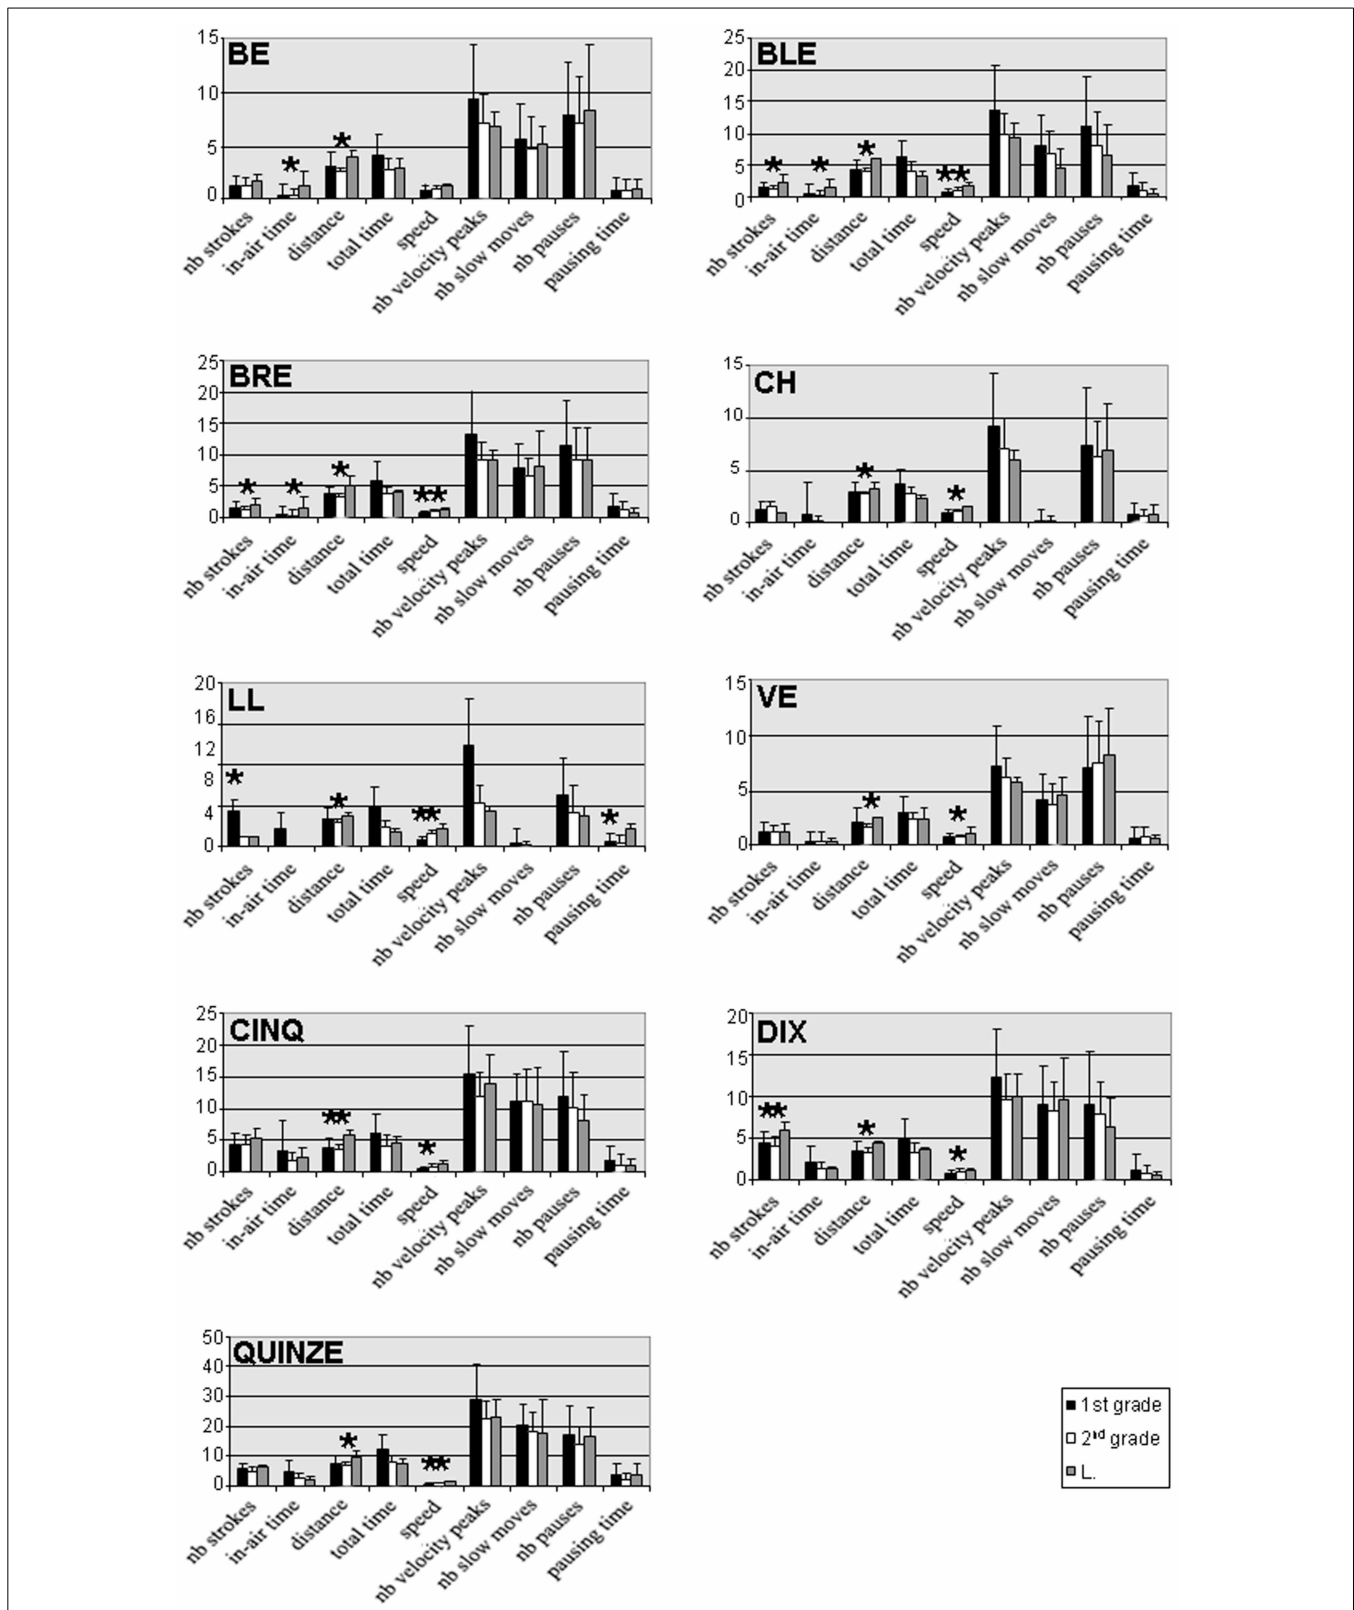 BE
15
10
5
0
nb strokes
in-air time
distance
total time
speed
nb velocity peaks
nb slow moves
nb pauses
pausing time
* * *
BLE
25
20
15
10
5
0
nb strokes
in-air time
distance
total time
speed
nb velocity peaks
nb slow moves
nb pauses
pausing time
* * * **
BRE
25
20
15
10
5
0
nb strokes
in-air time
distance
total time
speed
nb velocity peaks
nb slow moves
nb pauses
pausing time
* * * **
CH
15
10
5
0
nb strokes
in-air time
distance
total time
speed
nb velocity peaks
nb slow moves
nb pauses
pausing time
* *
LL
20
16
12
8
4
0
nb strokes
in-air time
distance
total time
speed
nb velocity peaks
nb slow moves
nb pauses
pausing time
* * ** *
VE
15
10
5
0
nb strokes
in-air time
distance
total time
speed
nb velocity peaks
nb slow moves
nb pauses
pausing time
* *
CINQ
25
20
15
10
5
0
nb strokes
in-air time
distance
total time
speed
nb velocity peaks
nb slow moves
nb pauses
pausing time
** *
DIX
20
15
10
5
0
nb strokes
in-air time
distance
total time
speed
nb velocity peaks
nb slow moves
nb pauses
pausing time
** * *
QUINZE
50
40
30
20
10
0
nb strokes
in-air time
distance
total time
speed
nb velocity peaks
nb slow moves
nb pauses
pausing time
* **
1st grade
2nd grade
L.